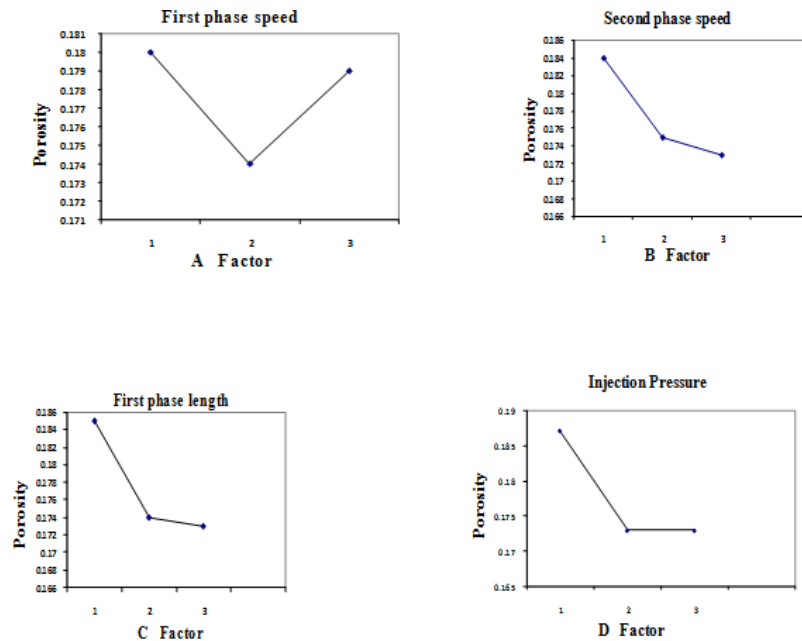 First phase speed
0.181
0.18
0.179
0.178
0.177
0.176
0.175
0.174
0.173
0.172
0.171
Porosity
1 2 3
A Factor
Second phase speed
0.186
0.184
0.182
0.18
0.178
0.176
0.174
0.172
0.17
0.168
0.166
Porosity
1 2 3
B Factor
First phase length
0.186
0.184
0.182
0.18
0.178
0.176
0.174
0.172
0.17
0.168
0.166
Porosity
1 2 3
C Factor
Injection Pressure
0.19
0.185
0.18
0.175
0.17
0.165
Porosity
1 2 3
D Factor